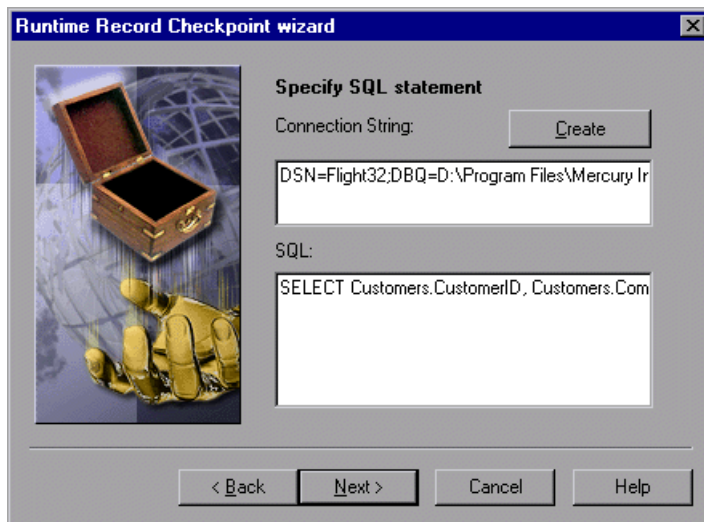 Runtime Record Checkpoint wizard
Specify SQL statement
Connection String:
Create
DSN=Flight32;DBQ=D:\Program Files\Mercury Ir
SQL:
SELECT Customers.CustomerID, Customers.Com
< Back
Next >
Cancel
Help